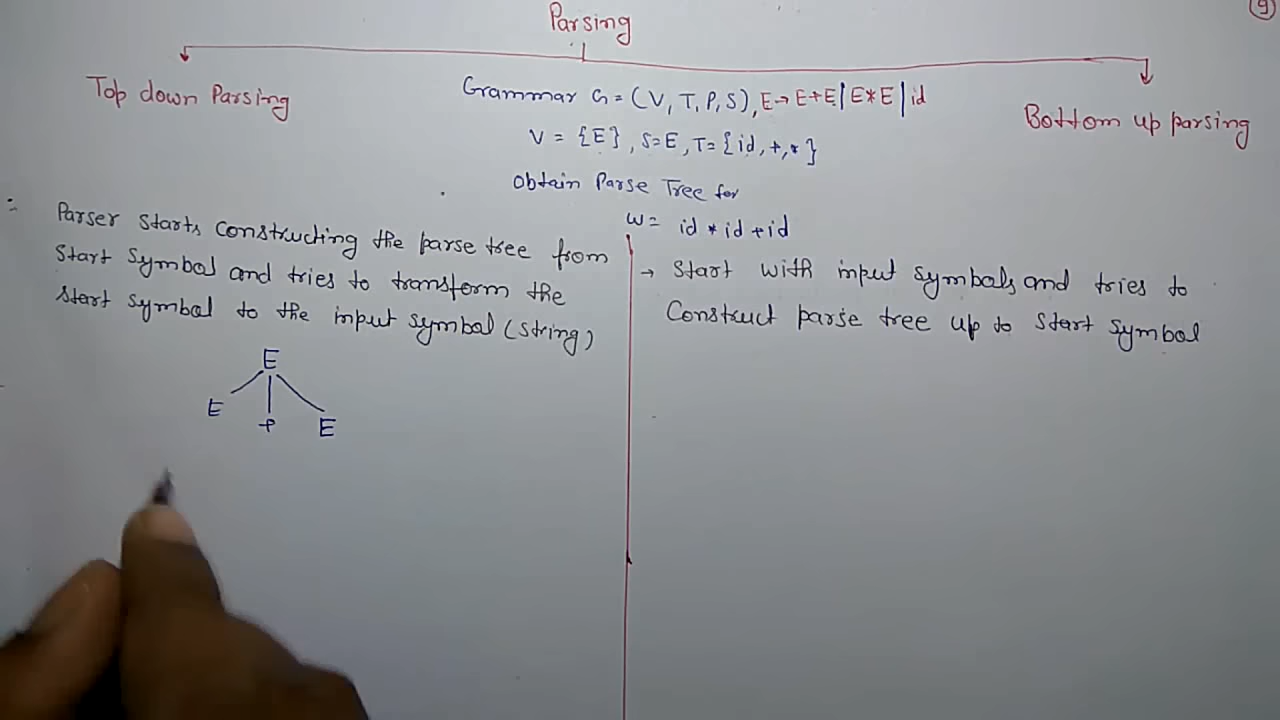 9
Parsing
Top down Parsing
Grammar G = (V, T, P, S), E → E+E | E*E | id
Bottom up parsing
V = {E}, S=E, T= {id, +, * }
Obtain Parse Tree for
W= id * id + id
:- Parser starts constructing the parse tree from
start symbol and tries to transform the
start symbol to the input symbol (string)
→ Start with input symbols and tries to
Construct parse tree up to start symbol
E
E + E